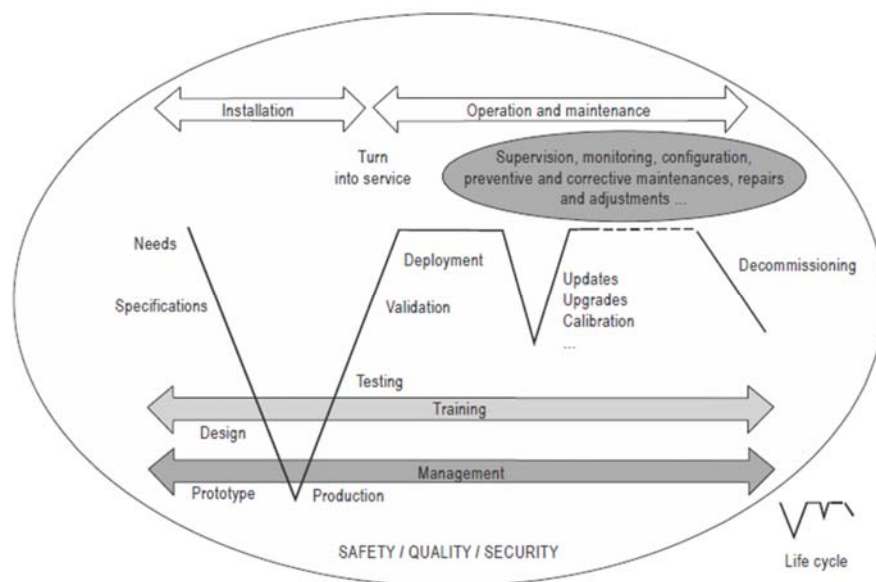 Installation
Operation and maintenance
Turn
into service
Supervision, monitoring, configuration,
preventive and corrective maintenances, repairs
and adjustments ...
Needs
Deployment
Decommissioning
Specifications
Validation
Updates
Upgrades
Calibration
...
Testing
Training
Design
Management
Prototype
Production
SAFETY / QUALITY / SECURITY
Life cycle